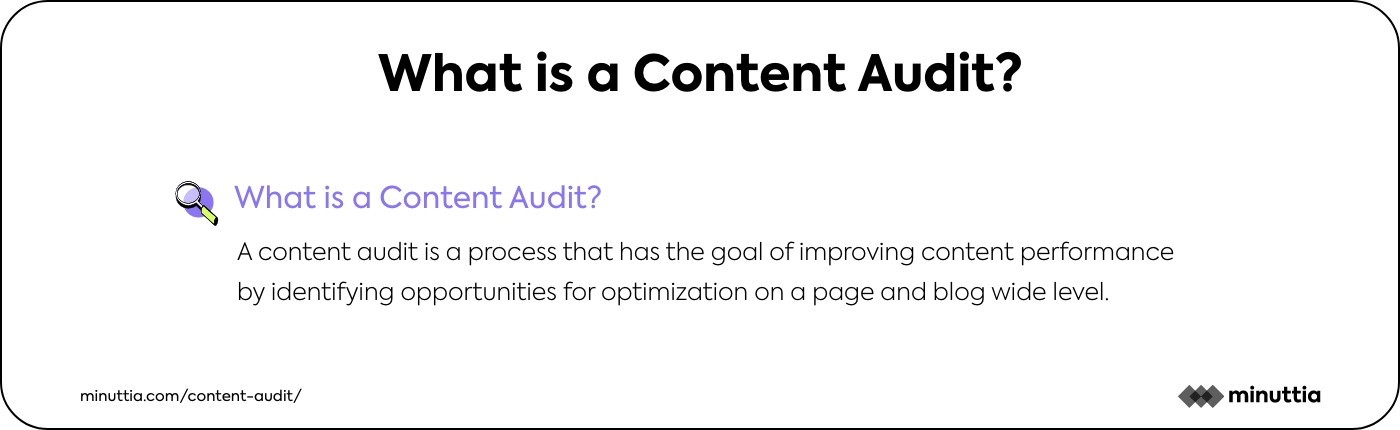 What is a Content Audit?
What is a Content Audit?
A content audit is a process that has the goal of improving content performance
by identifying opportunities for optimization on a page and blog wide level.
minuttia.com/content-audit/
minuttia